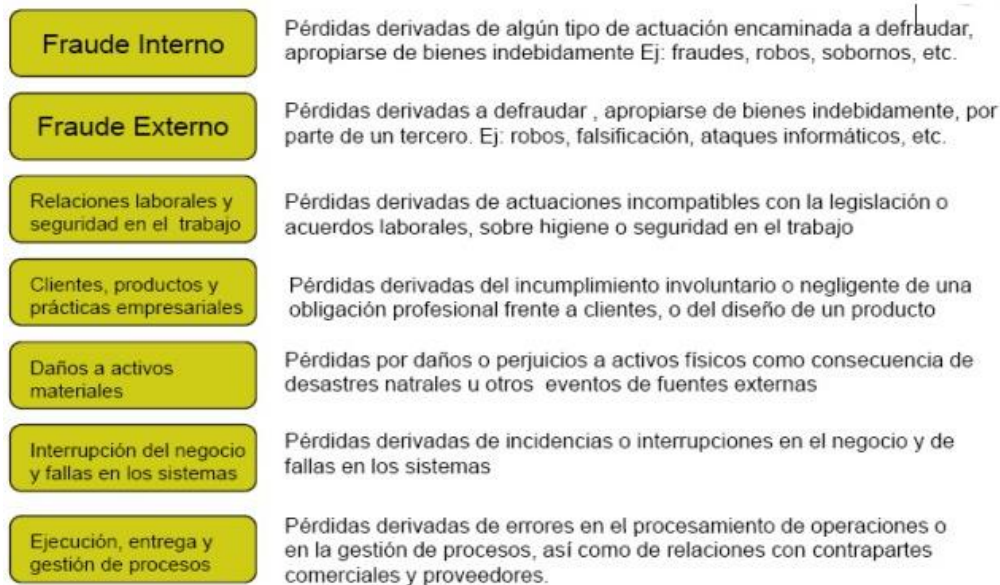 Fraude Interno
Pérdidas derivadas de algún tipo de actuación encaminada a defraudar,
apropiarse de bienes indebidamente Ej: fraudes, robos, sobornos, etc.
Fraude Externo
Pérdidas derivadas a defraudar , apropiarse de bienes indebidamente, por
parte de un tercero. Ej: robos, falsificación, ataques informáticos, etc.
Relaciones laborales y
seguridad en el trabajo
Pérdidas derivadas de actuaciones incompatibles con la legislación o
acuerdos laborales, sobre higiene o seguridad en el trabajo
Clientes, productos y
prácticas empresariales
Pérdidas derivadas del incumplimiento involuntario o negligente de una
obligación profesional frente a clientes, o del diseño de un producto
Daños a activos
materiales
Pérdidas por daños o perjuicios a activos físicos como consecuencia de
desastres natrales u otros eventos de fuentes externas
Interrupción del negocio
y fallas en los sistemas
Pérdidas derivadas de incidencias o interrupciones en el negocio y de
fallas en los sistemas
Ejecución, entrega y
gestión de procesos
Pérdidas derivadas de errores en el procesamiento de operaciones o
en la gestión de procesos, así como de relaciones con contrapartes
comerciales y proveedores.